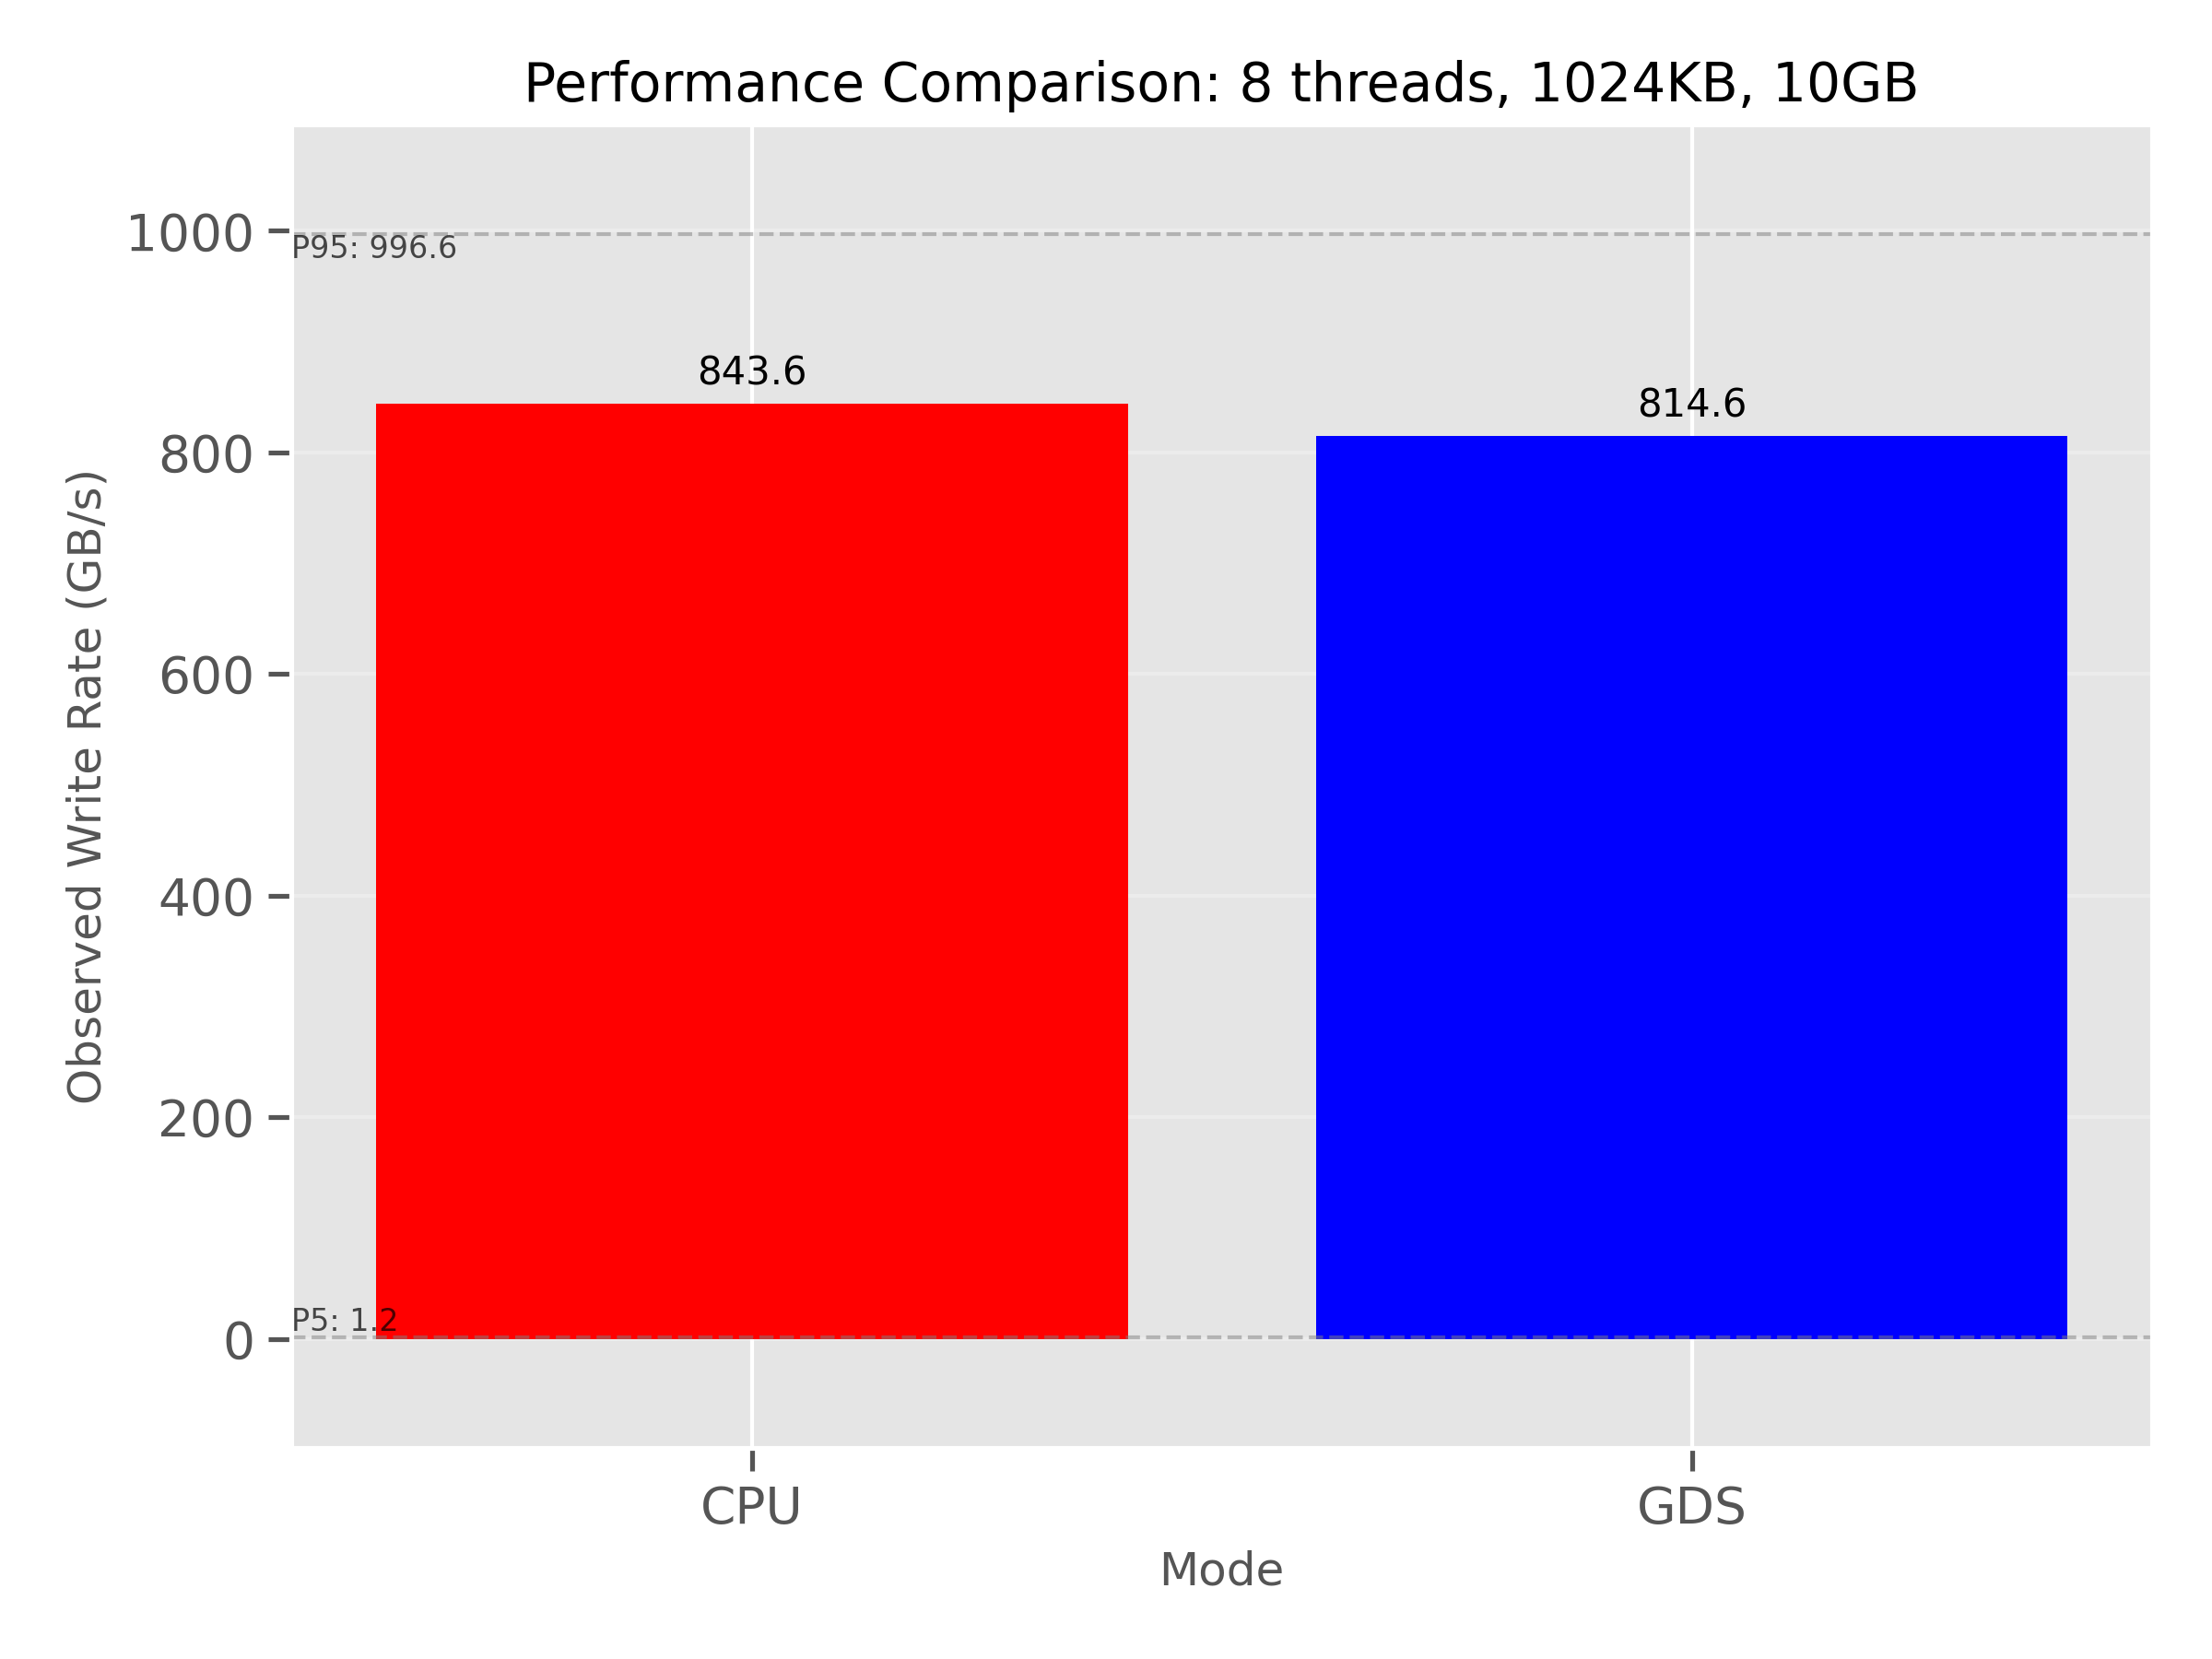 Performance Comparison: 8 threads, 1024KB, 10GB
Observed Write Rate (GB/s)
1000
P95: 996.6
843.6
814.6
800
600
400
200
P5: 1.2
0
CPU
GDS
Mode